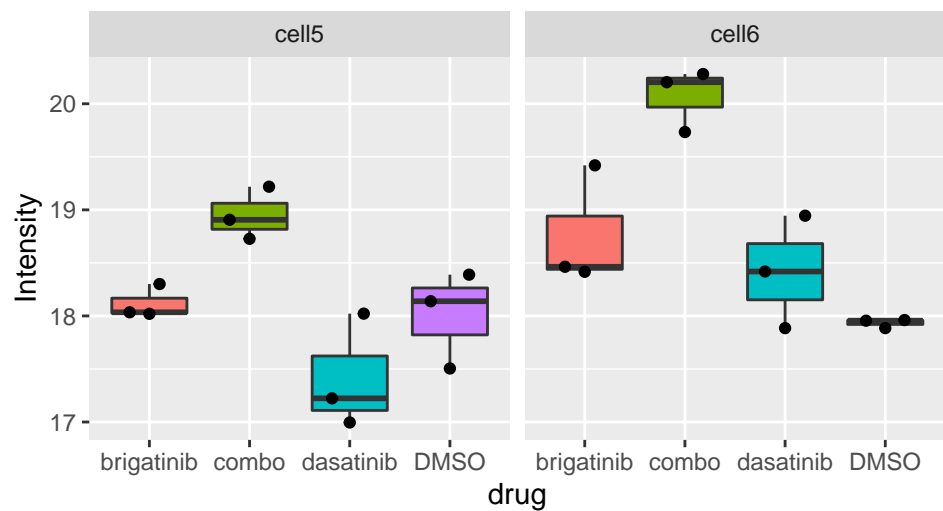 cell5 cell6
Intensity
20
19
18
17
brigatinib combo dasatinib DMSO brigatinib combo dasatinib DMSO
drug